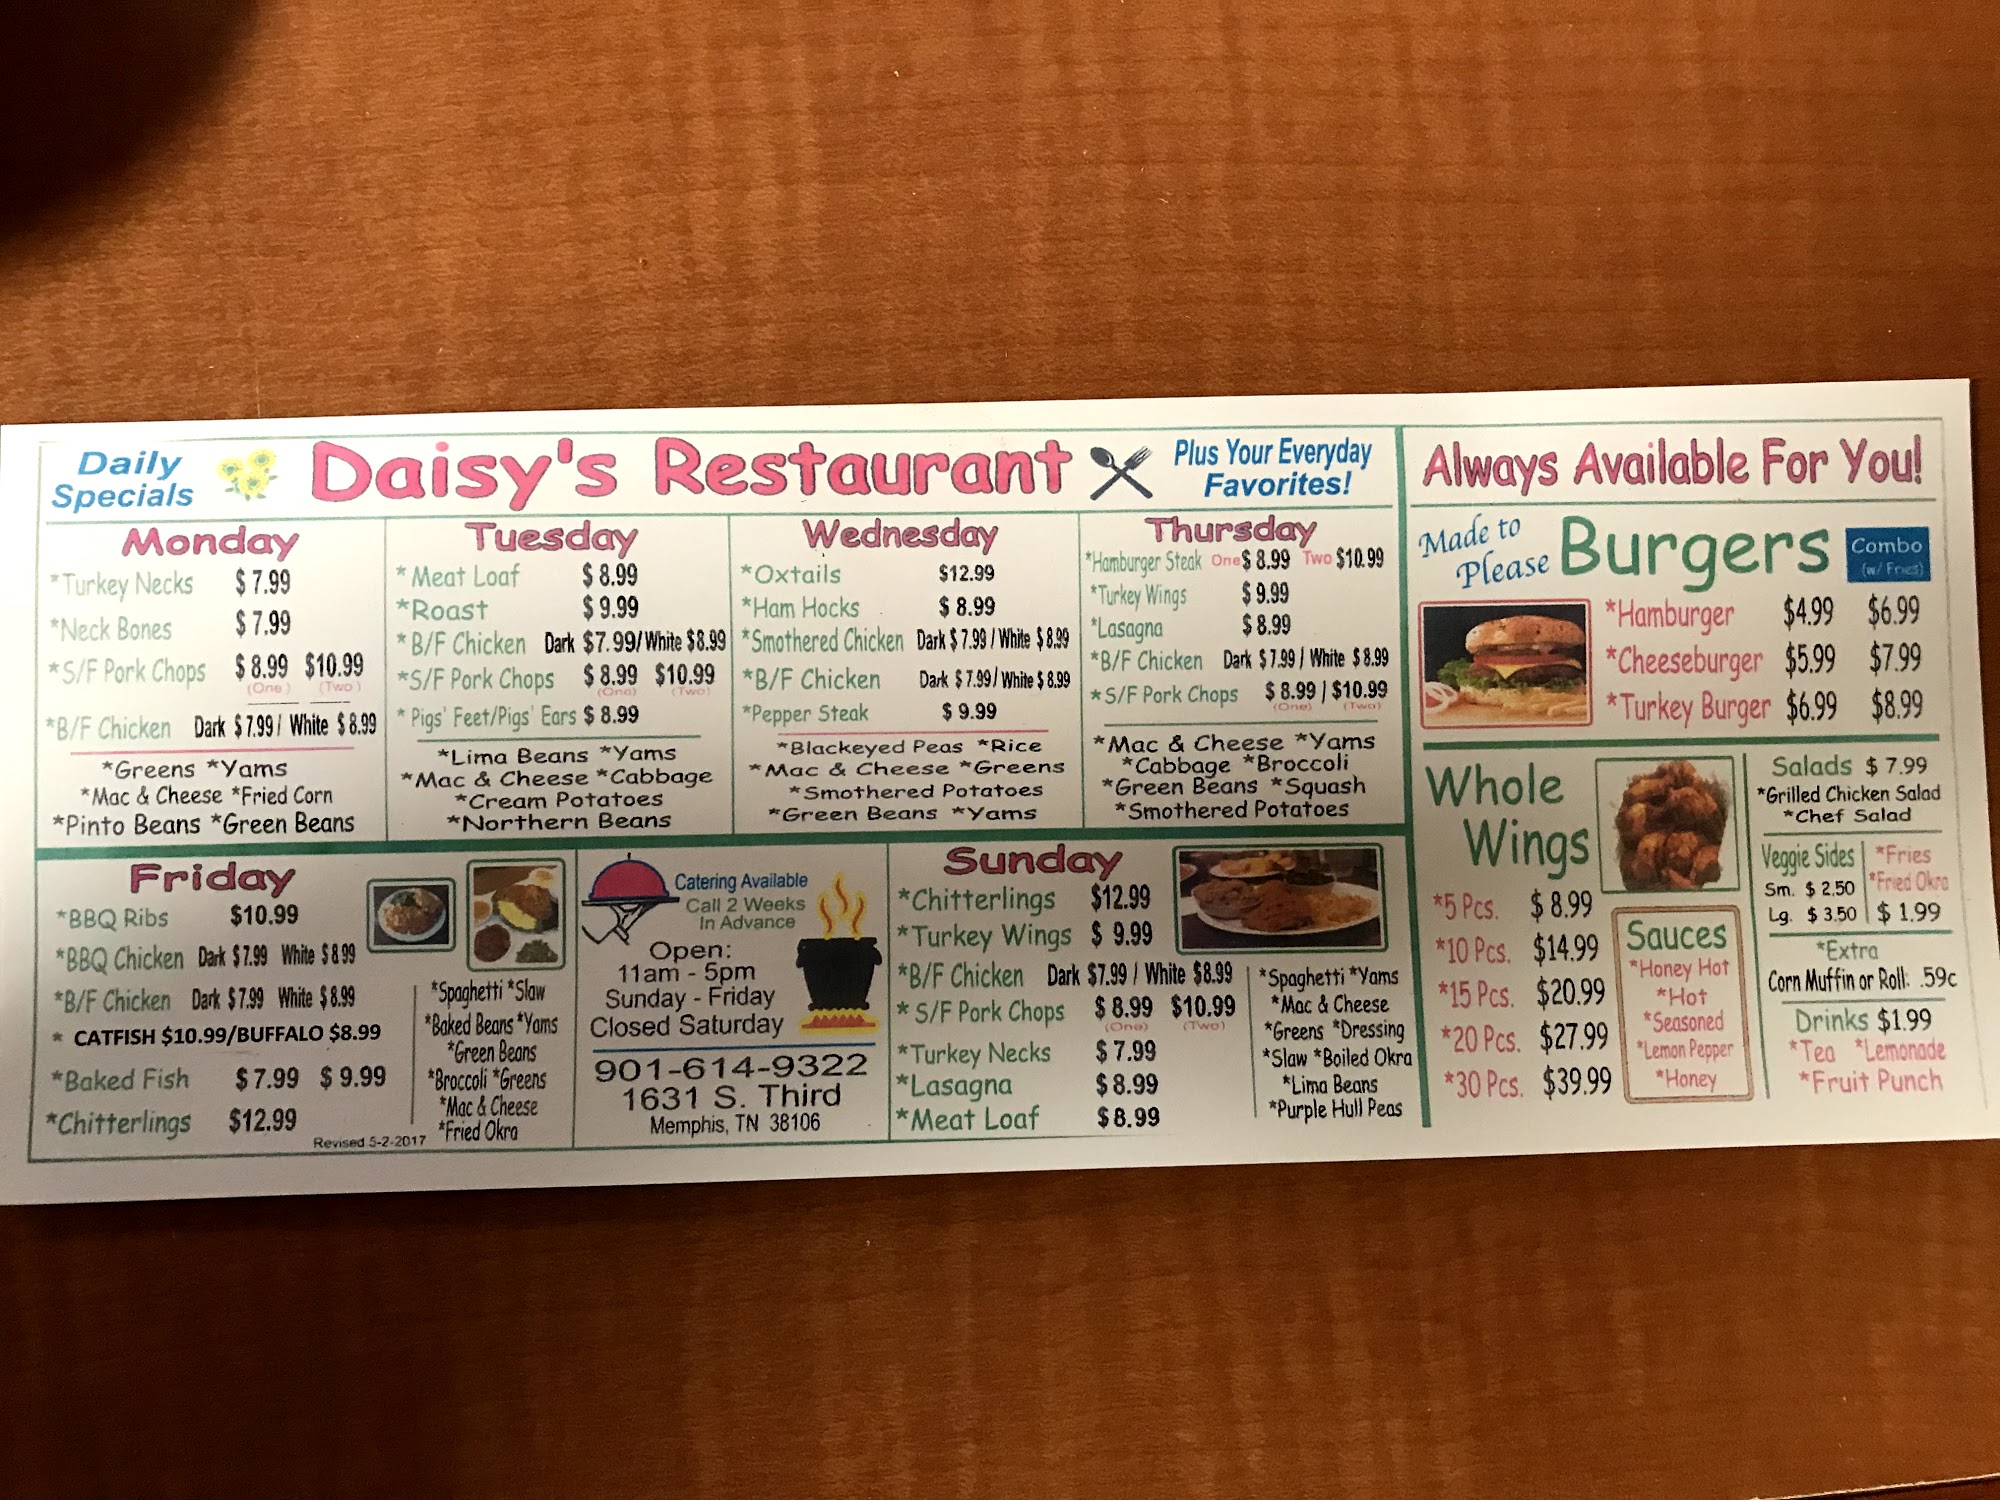 Daily
Specials
Daisy's Restaurant
Plus Your Everyday
Favorites!
Monday
*Turkey Necks $ 7.99
*Neck Bones $ 7.99
*S/F Pork Chops $ 8.99 $10.99
(One) (Two)
*B/F Chicken Dark $ 7.99 / White $ 8.99
*Greens *Yams
*Mac & Cheese *Fried Corn
*Pinto Beans *Green Beans
Tuesday
*Meat Loaf $ 8.99
*Roast $ 9.99
*B/F Chicken Dark $7.99/White $8.99
*S/F Pork Chops $ 8.99 $10.99
(One) (Two)
*Pigs' Feet/Pigs' Ears $ 8.99
*Lima Beans *Yams
*Mac & Cheese *Cabbage
*Cream Potatoes
*Northern Beans
Wednesday
*Oxtails $12.99
*Ham Hocks $ 8.99
*Smothered Chicken Dark $ 7.99 / White $ 8.99
*B/F Chicken Dark $ 7.99/ White $ 8.99
*Pepper Steak $ 9.99
*Blackeyed Peas *Rice
*Mac & Cheese *Greens
*Smothered Potatoes
*Green Beans *Yams
Thursday
*Hamburger Steak One $ 8.99 Two $10.99
*Turkey Wings $ 9.99
*Lasagna $ 8.99
*B/F Chicken Dark $ 7.99 / White $ 8.99
*S/F Pork Chops $ 8.99 / $10.99
(One) (Two)
*Mac & Cheese *Yams
*Cabbage *Broccoli
*Green Beans *Squash
*Smothered Potatoes
Friday
*BBQ Ribs $10.99
*BBQ Chicken Dark $ 7.99 White $ 8.99
*B/F Chicken Dark $ 7.99 White $ 8.99
* CATFISH $10.99/BUFFALO $8.99
*Baked Fish $ 7.99 $ 9.99
*Chitterlings $12.99
Revised 5-2-2017
*Spaghetti *Slaw
*Baked Beans *Yams
*Green Beans
*Broccoli *Greens
*Mac & Cheese
*Fried Okra
Catering Available
Call 2 Weeks
In Advance
Open:
11am - 5pm
Sunday - Friday
Closed Saturday
901-614-9322
1631 S. Third
Memphis, TN 38106
Sunday
*Chitterlings $12.99
*Turkey Wings $ 9.99
*B/F Chicken Dark $7.99 / White $8.99
* S/F Pork Chops $ 8.99 $10.99
(One) (Two)
*Turkey Necks $ 7.99
*Lasagna $ 8.99
*Meat Loaf $8.99
*Spaghetti *Yams
*Mac & Cheese
*Greens *Dressing
*Slaw *Boiled Okra
*Lima Beans
*Purple Hull Peas
Always Available For You!
Made to
Please
Burgers
Combo
(w/ Fries)
*Hamburger $4.99 $6.99
*Cheeseburger $5.99 $7.99
*Turkey Burger $6.99 $8.99
Whole
Wings
*5 Pcs. $ 8.99
*10 Pcs. $14.99
*15 Pcs. $20.99
*20 Pcs. $27.99
*30 Pcs. $39.99
Sauces
*Honey Hot
*Hot
*Seasoned
*Lemon Pepper
*Honey
Salads $ 7.99
*Grilled Chicken Salad
*Chef Salad
Veggie Sides
Sm. $ 2.50
Lg. $ 3.50
*Fries
*Fried Okra
$ 1.99
*Extra
Corn Muffin or Roll: .59c
Drinks $1.99
*Tea *Lemonade
*Fruit Punch